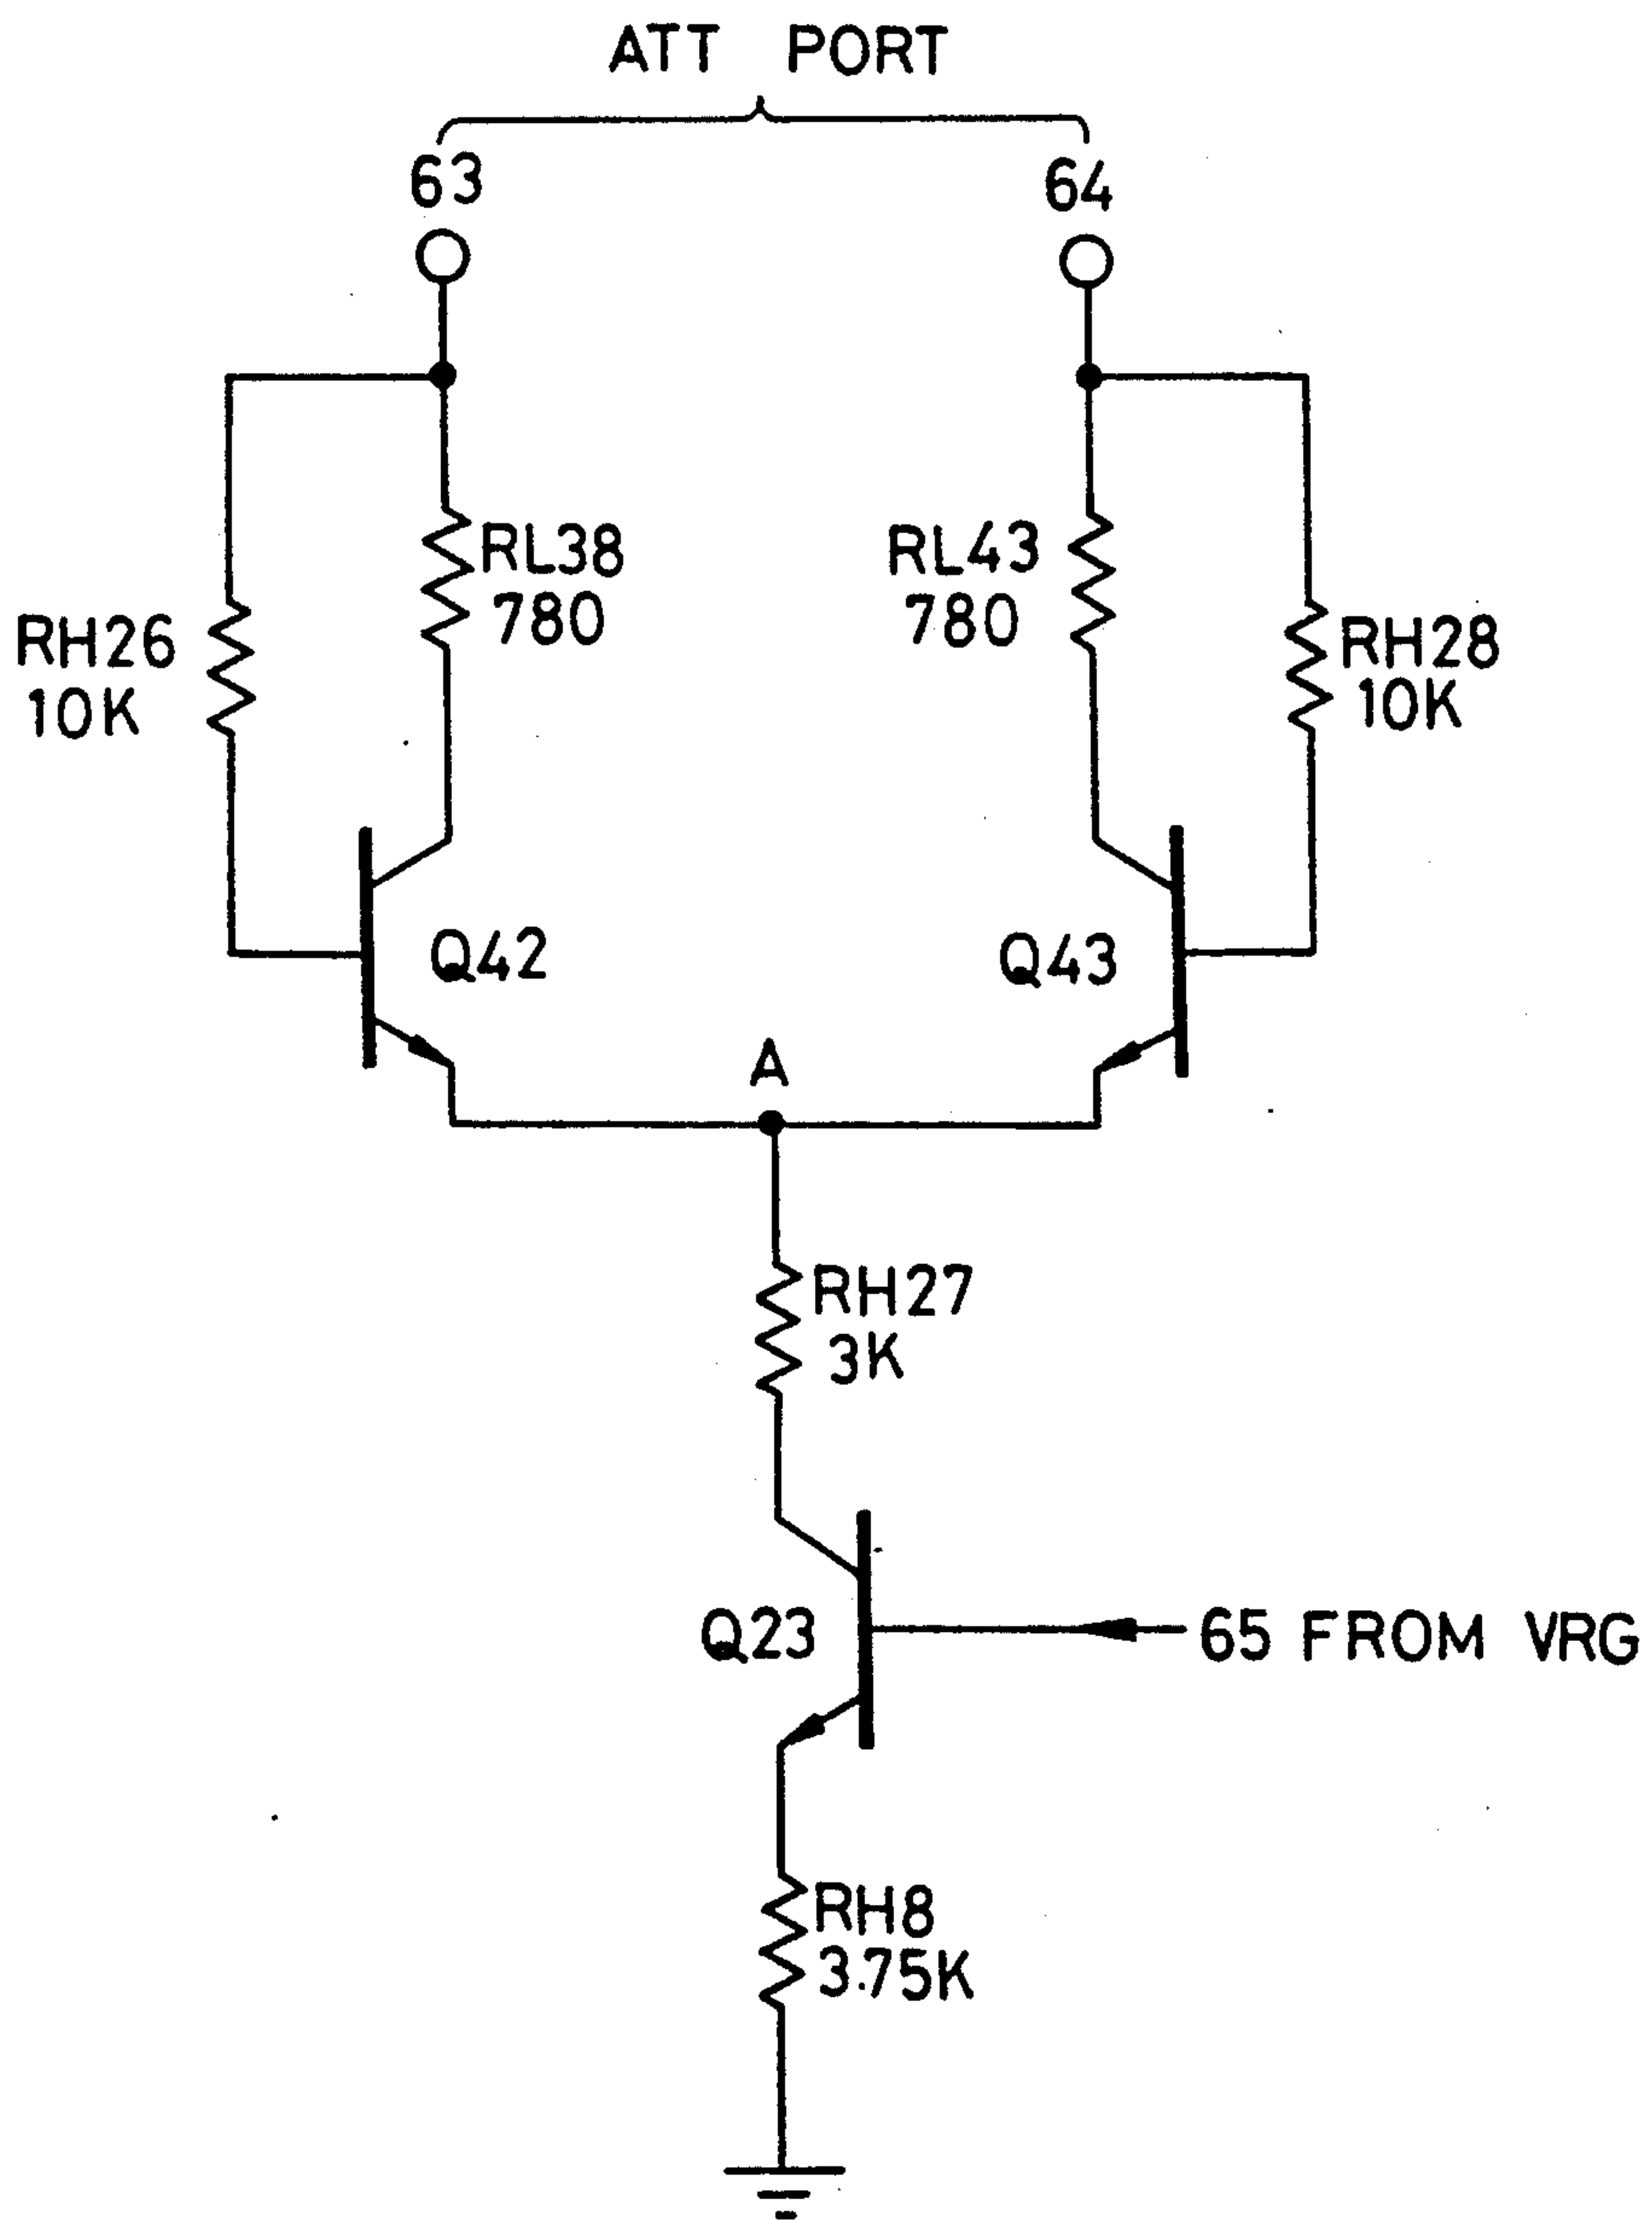 ATT PORT
63
64
RL38
780
RL43
780
RH26
10K
RH28
10K
Q42
Q43
A
RH27
3K
Q23
65 FROM VRG
RH8
3.75K